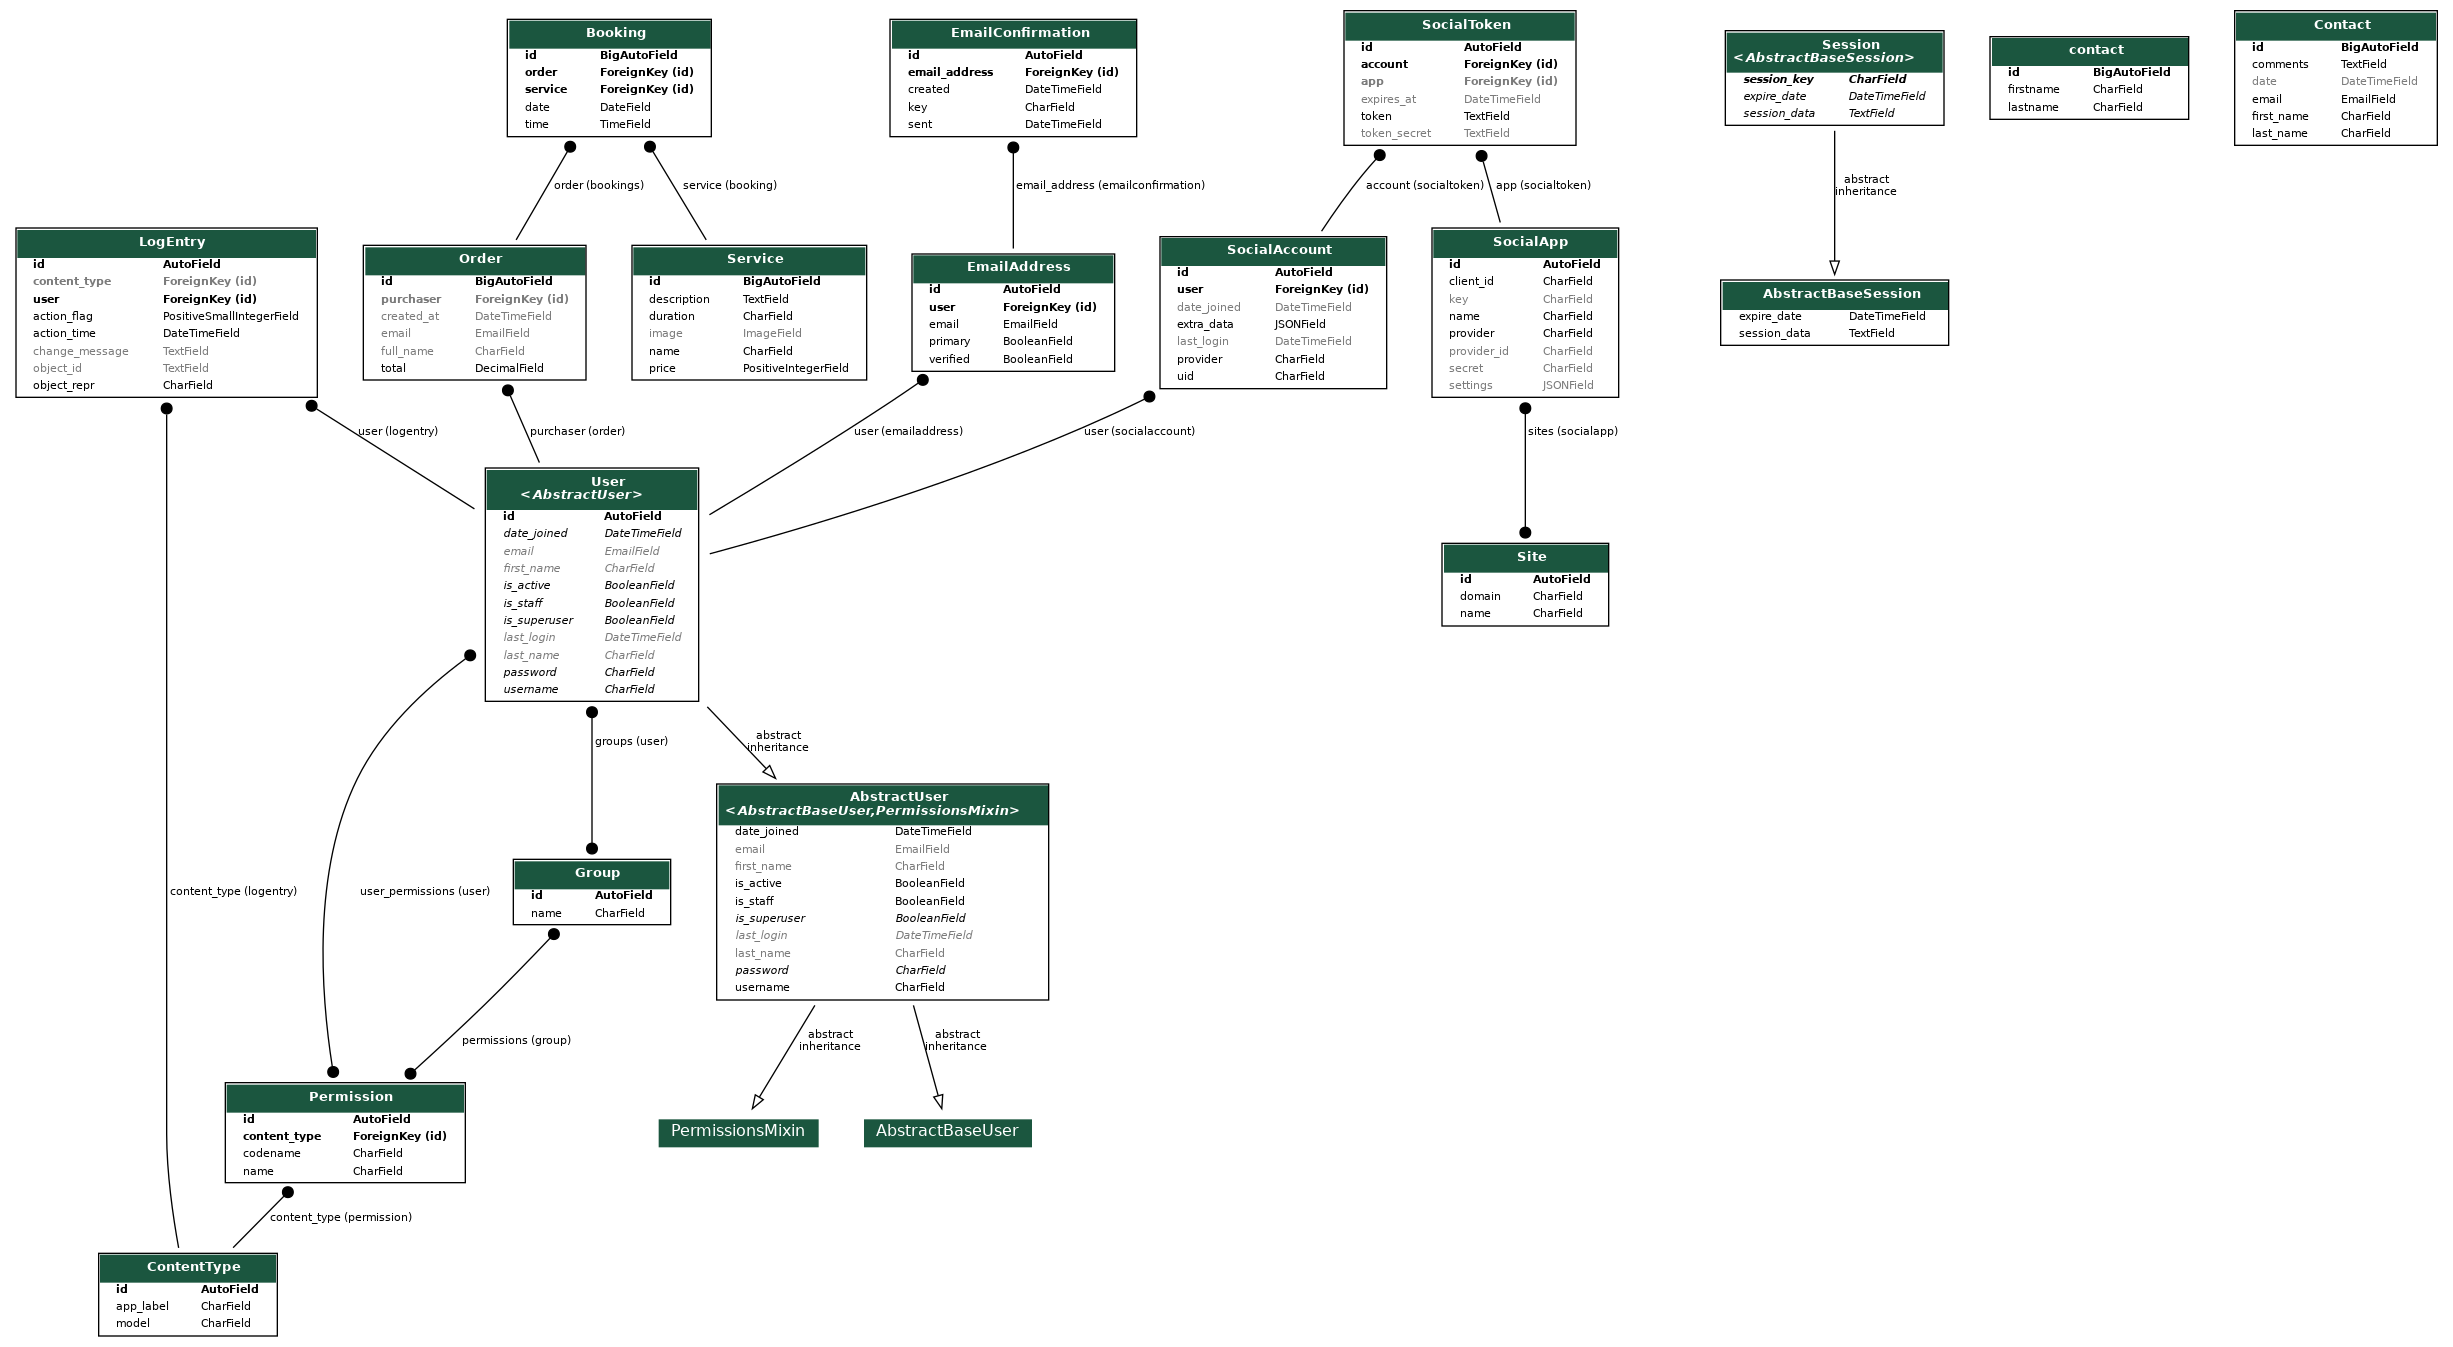 Booking
id BigAutoField
order ForeignKey (id)
service ForeignKey (id)
date DateField
time TimeField
EmailConfirmation
id AutoField
email_address ForeignKey (id)
created DateTimeField
key CharField
sent DateTimeField
SocialToken
id AutoField
account ForeignKey (id)
app ForeignKey (id)
expires_at DateTimeField
token TextField
token_secret TextField
Session
<AbstractBaseSession>
session_key CharField
expire_date DateTimeField
session_data TextField
contact
id BigAutoField
firstname CharField
lastname CharField
Contact
id BigAutoField
comments TextField
date DateTimeField
email EmailField
first_name CharField
last_name CharField
order (bookings)
service (booking)
email_address (emailconfirmation)
account (socialtoken)
app (socialtoken)
abstract
inheritance
LogEntry
id AutoField
content_type ForeignKey (id)
user ForeignKey (id)
action_flag PositiveSmallIntegerField
action_time DateTimeField
change_message TextField
object_id TextField
object_repr CharField
Order
id BigAutoField
purchaser ForeignKey (id)
created_at DateTimeField
email EmailField
full_name CharField
total DecimalField
Service
id BigAutoField
description TextField
duration CharField
image ImageField
name CharField
price PositiveIntegerField
EmailAddress
id AutoField
user ForeignKey (id)
email EmailField
primary BooleanField
verified BooleanField
SocialAccount
id AutoField
user ForeignKey (id)
date_joined DateTimeField
extra_data JSONField
last_login DateTimeField
provider CharField
uid CharField
SocialApp
id AutoField
client_id CharField
key CharField
name CharField
provider CharField
provider_id CharField
secret CharField
settings JSONField
AbstractBaseSession
expire_date DateTimeField
session_data TextField
user (logentry)
purchaser (order)
user (emailaddress)
user (socialaccount)
sites (socialapp)
User
<AbstractUser>
id AutoField
date_joined DateTimeField
email EmailField
first_name CharField
is_active BooleanField
is_staff BooleanField
is_superuser BooleanField
last_login DateTimeField
last_name CharField
password CharField
username CharField
Site
id AutoField
domain CharField
name CharField
groups (user)
abstract
inheritance
AbstractUser
<AbstractBaseUser,PermissionsMixin>
date_joined DateTimeField
email EmailField
first_name CharField
is_active BooleanField
is_staff BooleanField
is_superuser BooleanField
last_login DateTimeField
last_name CharField
password CharField
username CharField
content_type (logentry)
user_permissions (user)
Group
id AutoField
name CharField
permissions (group)
abstract
inheritance
abstract
inheritance
Permission
id AutoField
content_type ForeignKey (id)
codename CharField
name CharField
PermissionsMixin
AbstractBaseUser
content_type (permission)
ContentType
id AutoField
app_label CharField
model CharField